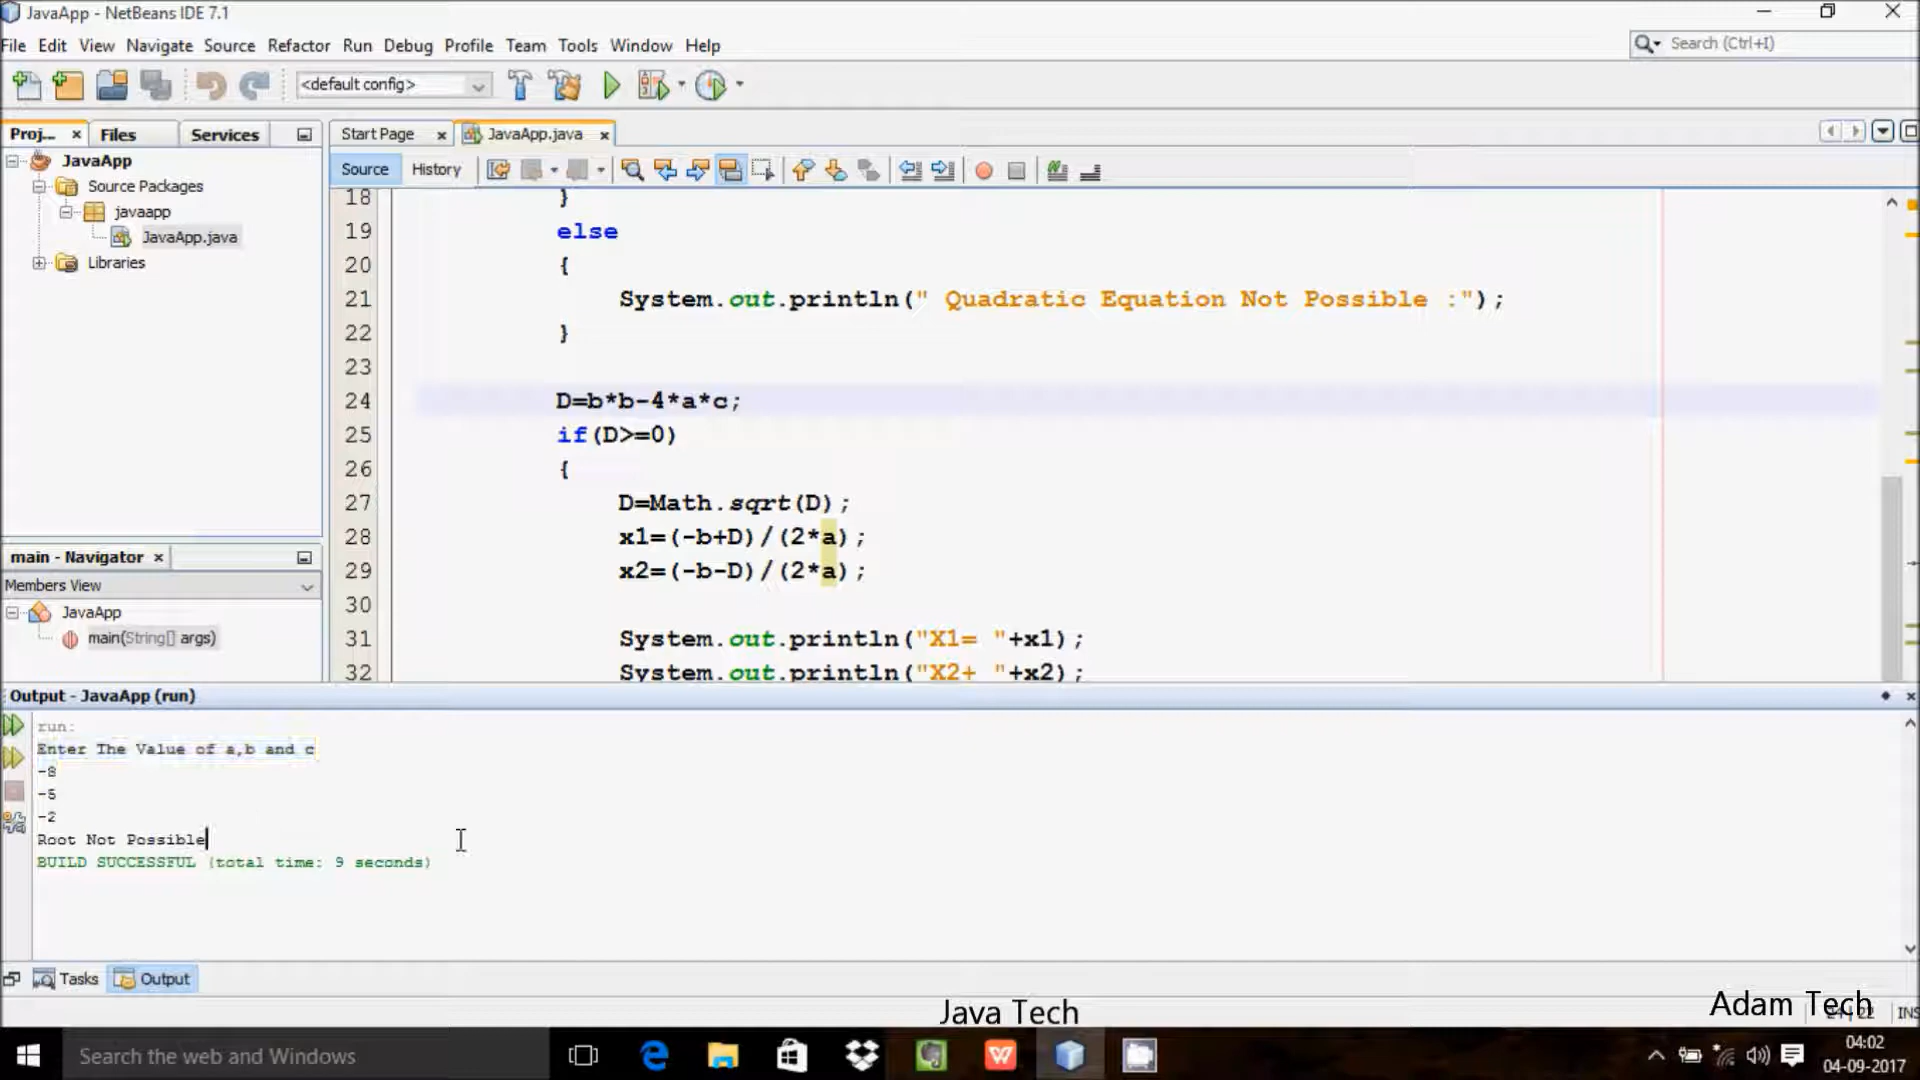 JavaApp - NetBeans IDE 7.1
File Edit View Navigate Source Refactor Run Debug Profile Team Tools Window Help
Search (Ctrl+I)
<default config>
Proj... Files Services
Start Page JavaApp.java
JavaApp
Source Packages
javaapp
JavaApp.java
Libraries
Source History
18 }
19 else
20 {
21 System.out.println(" Quadratic Equation Not Possible :");
22 }
23
24 D=b*b-4*a*c;
25 if(D>=0)
26 {
27 D=Math.sqrt(D);
28 x1=(-b+D)/(2*a);
29 x2=(-b-D)/(2*a);
30
31 System.out.println("X1= "+x1);
32 System.out.println("X2+ "+x2);
main - Navigator
Members View
JavaApp
main(String[] args)
Output - JavaApp (run)
run:
Enter The Value of a,b and c
-8
-5
-2
Root Not Possible
BUILD SUCCESSFUL (total time: 9 seconds)
Tasks Output
Java Tech
Adam Tech
INS
Search the web and Windows
04:02
04-09-2017